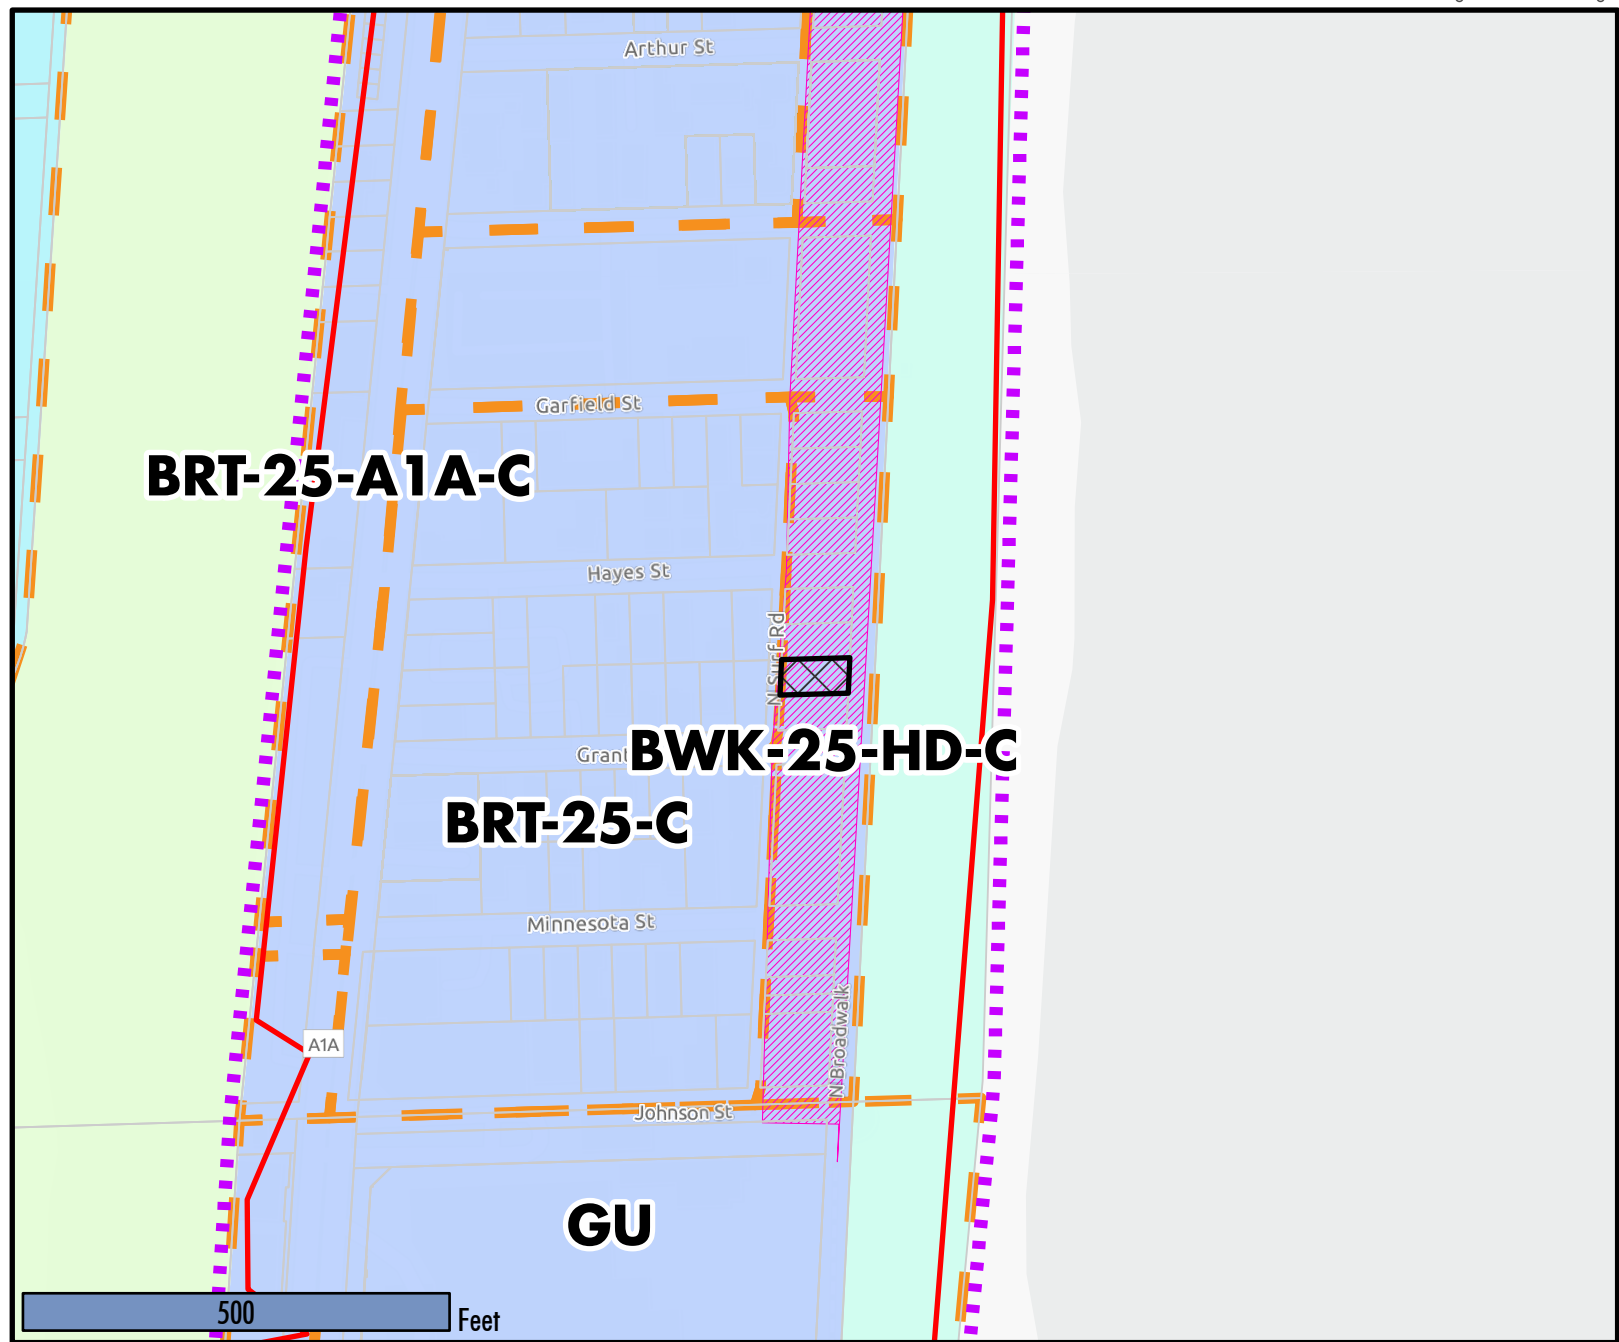 Arthur St
Garfield St
BRT-25-A1A-C
Hayes St
N Surf Rd
Grant
BWK-25-HD-C
BRT-25-C
Minnesota St
N Broadwalk
A1A
Johnson St
GU
500
Feet